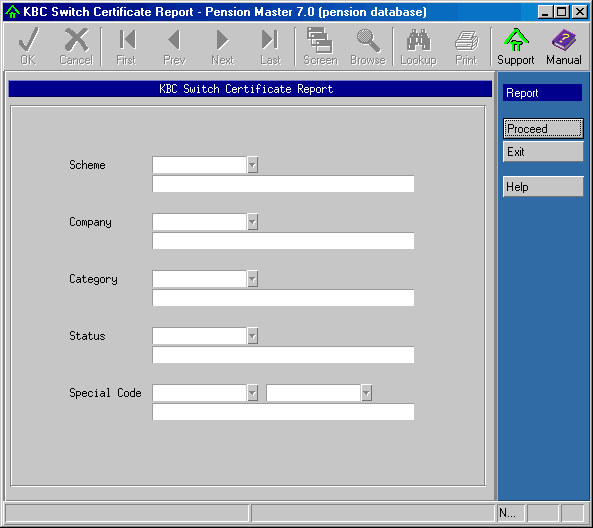 KBC Switch Certificate Report - Pension Master 7.0 (pension database)
OK Cancel First Prev Next Last Screen Browse Lookup Print Support Manual
KBC Switch Certificate Report
Report
Proceed
Exit
Help
Scheme
Company
Category
Status
Special Code
N...